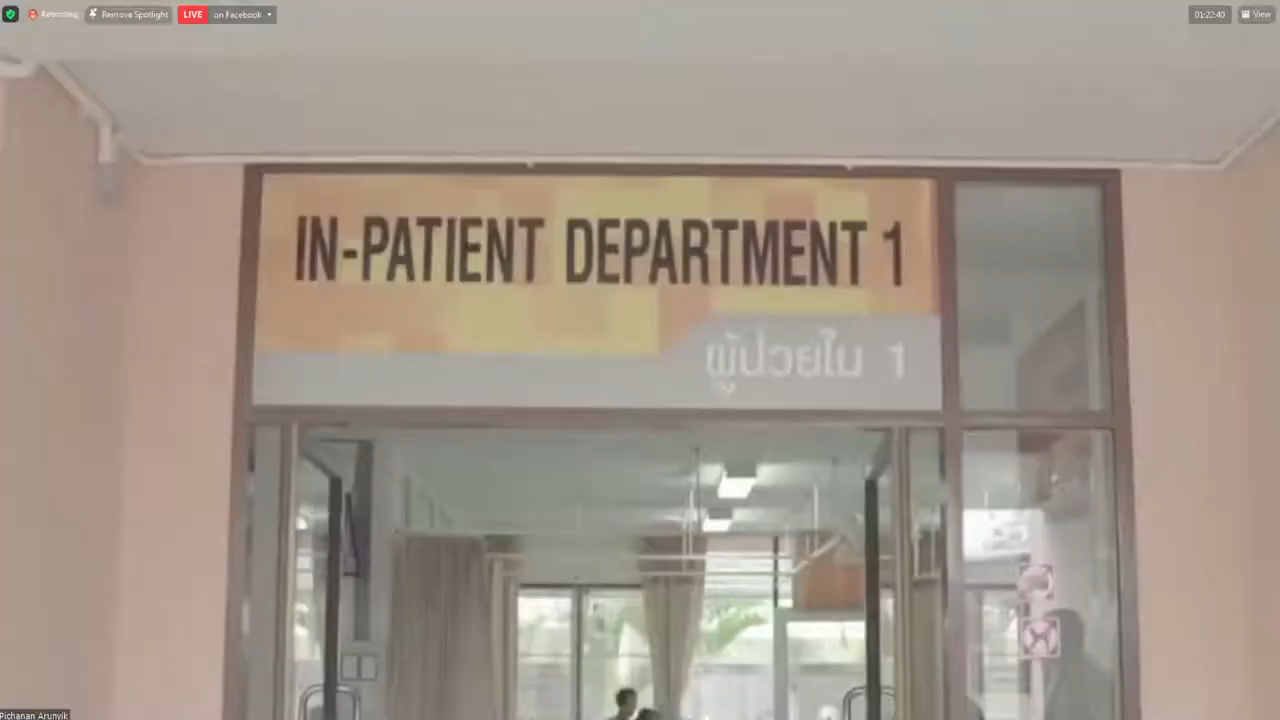 Recording
Remove Spotlight
LIVE on Facebook
01:22:40
View
IN-PATIENT DEPARTMENT 1
ผู้ป่วยใน 1
Pichanan Arunyik